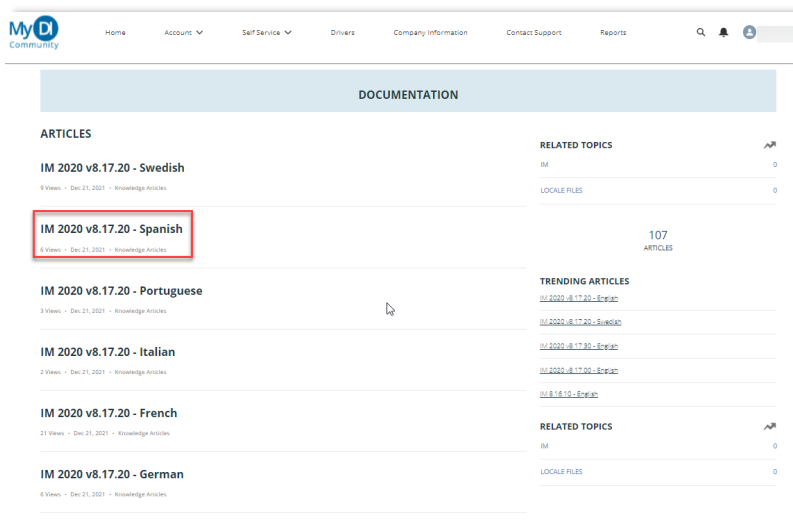 My DI
Community
Home
Account
Self Service
Drivers
Company Information
Contact Support
Reports
DOCUMENTATION
ARTICLES
IM 2020 v8.17.20 - Swedish
9 Views • Dec 21, 2021 • Knowledge Articles
IM 2020 v8.17.20 - Spanish
6 Views • Dec 21, 2021 • Knowledge Articles
IM 2020 v8.17.20 - Portuguese
3 Views • Dec 21, 2021 • Knowledge Articles
IM 2020 v8.17.20 - Italian
2 Views • Dec 21, 2021 • Knowledge Articles
IM 2020 v8.17.20 - French
21 Views • Dec 21, 2021 • Knowledge Articles
IM 2020 v8.17.20 - German
6 Views • Dec 21, 2021 • Knowledge Articles
RELATED TOPICS
IM 0
LOCALE FILES 0
107
ARTICLES
TRENDING ARTICLES
IM 2020 v8.17.20 - English
IM 2020 v8.17.20 - Swedish
IM 2020 v8.17.30 - English
IM 2020 v8.17.00 - English
IM 8.16.10 - English
RELATED TOPICS
IM 0
LOCALE FILES 0